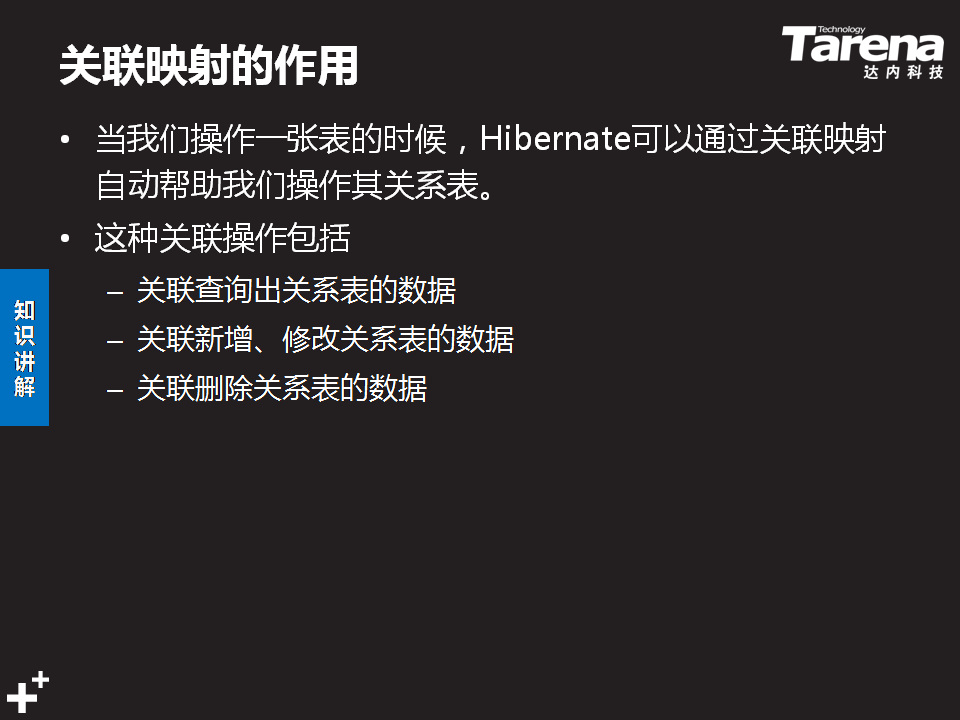 关联映射的作用
Technology
Tarena
达内科技
• 当我们操作一张表的时候，Hibernate可以通过关联映射
自动帮助我们操作其关系表。
• 这种关联操作包括
– 关联查询出关系表的数据
– 关联新增、修改关系表的数据
– 关联删除关系表的数据
知识讲解